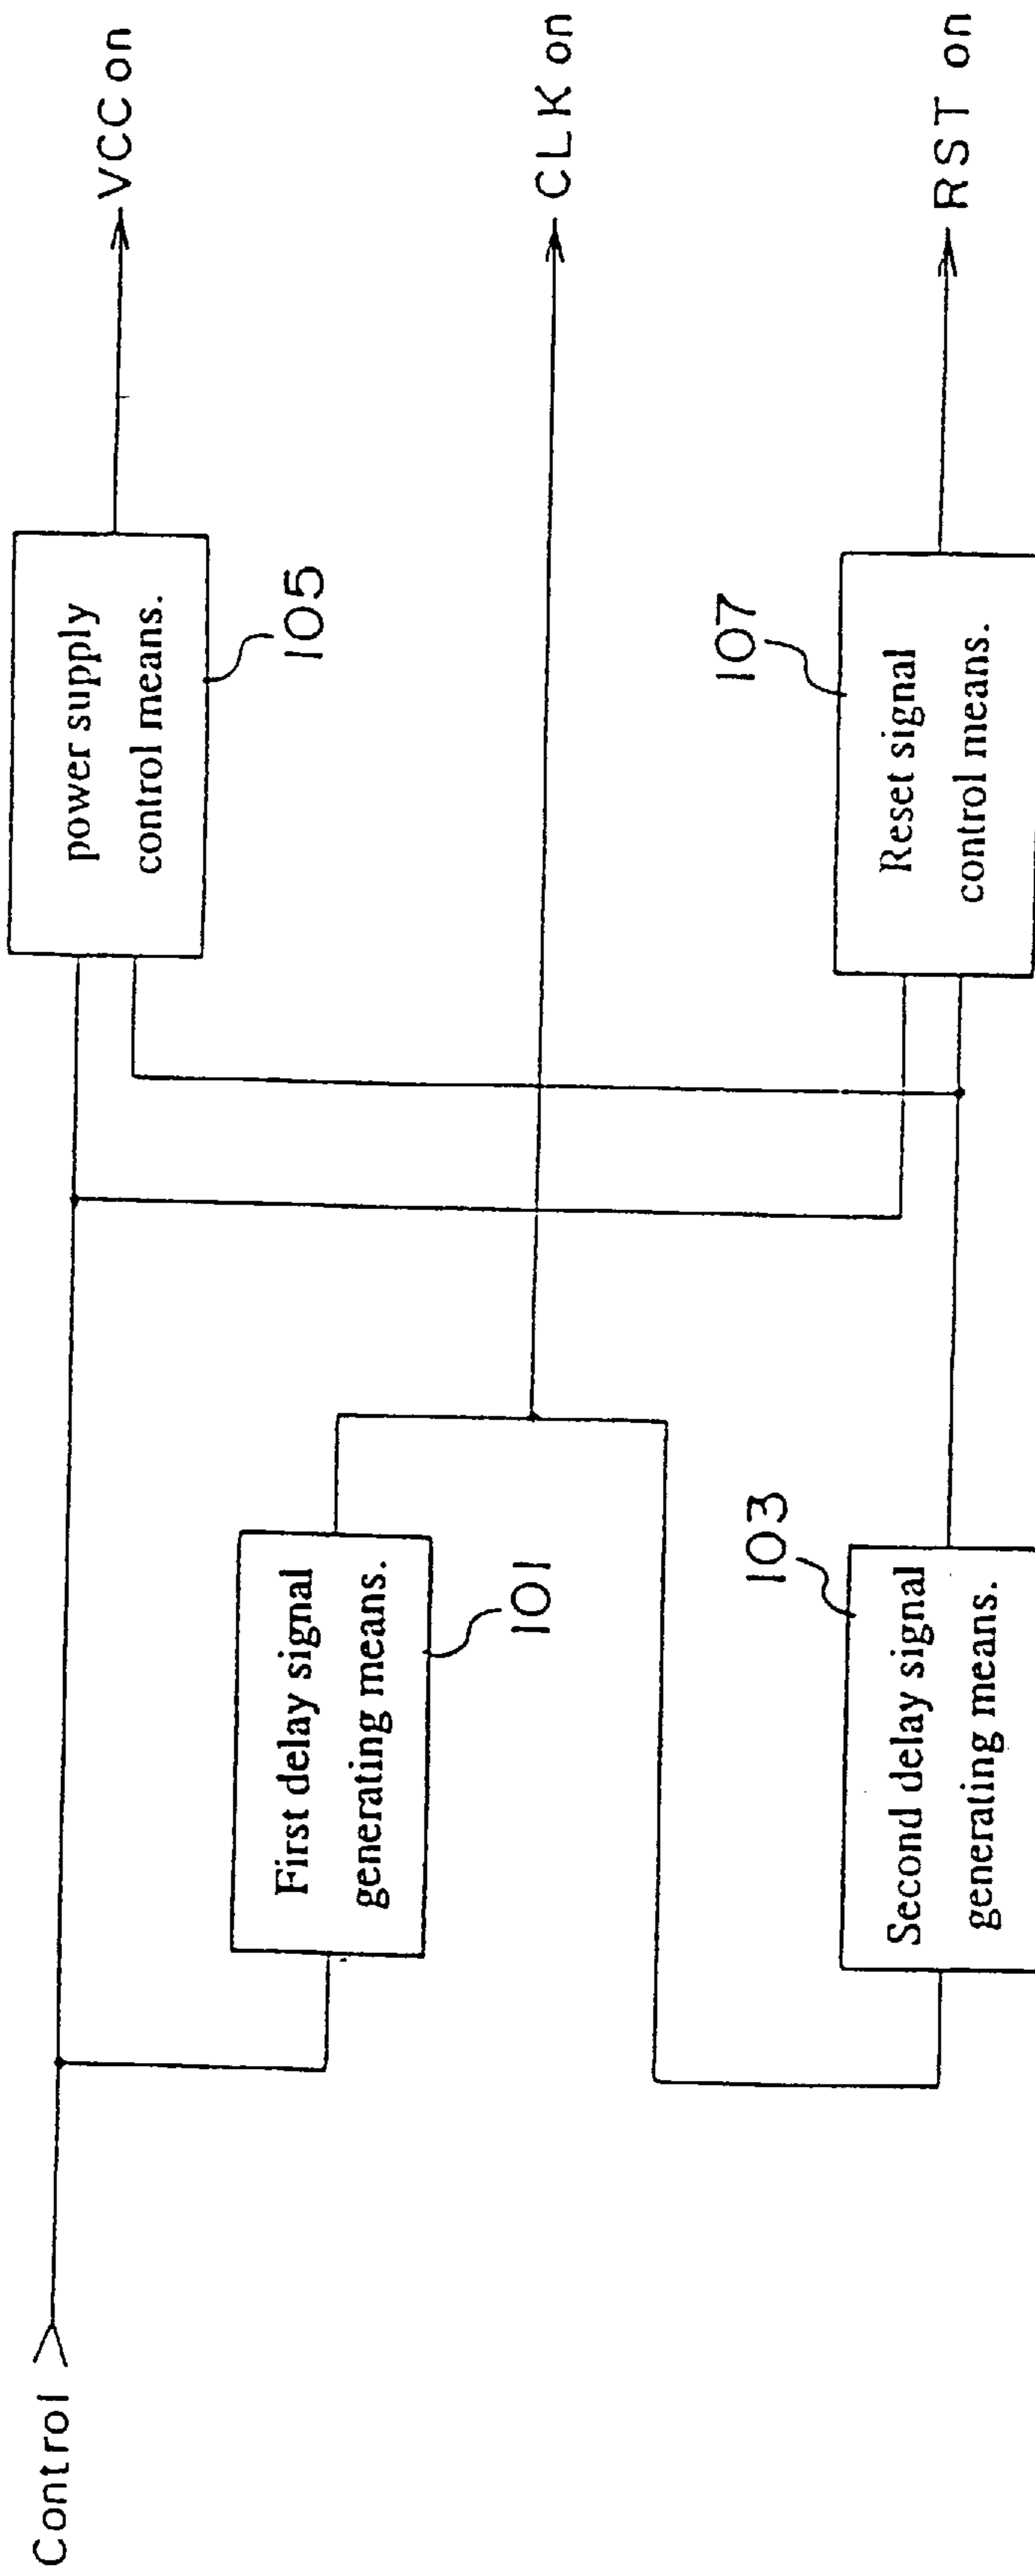 Control
First delay signal
generating means.
101
power supply
control means.
105
VCC on
CLK on
Second delay signal
generating means.
103
Reset signal
control means.
107
RST on